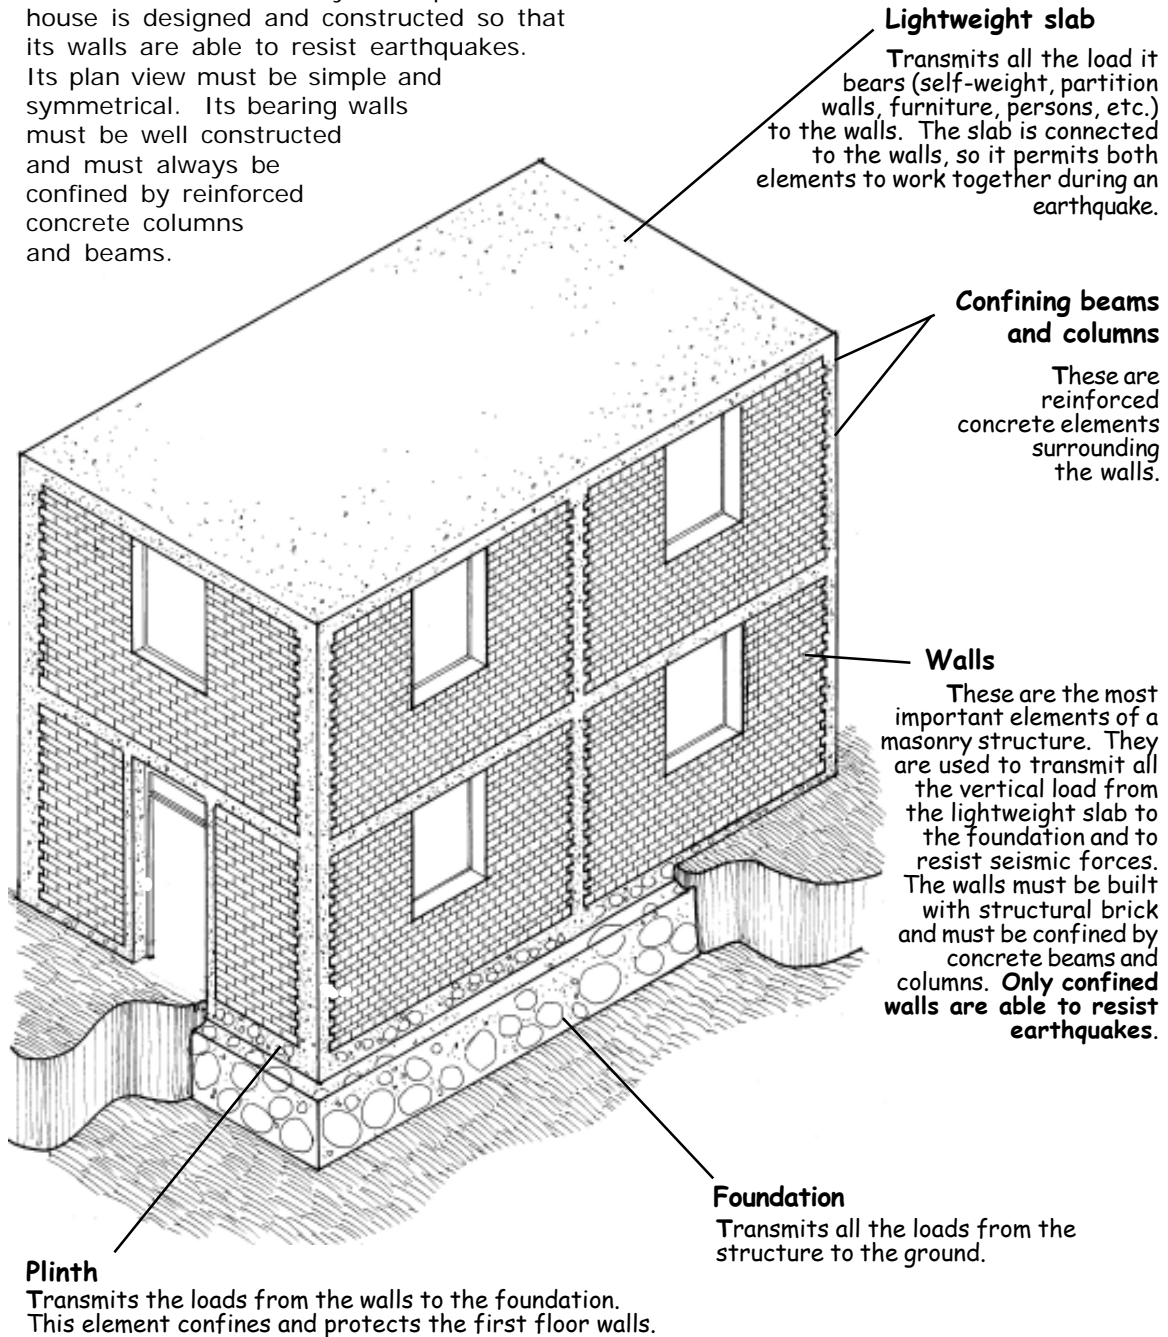 house is designed and constructed so that
its walls are able to resist earthquakes.
Its plan view must be simple and
symmetrical. Its bearing walls
must be well constructed
and must always be
confined by reinforced
concrete columns
and beams.
Lightweight slab
Transmits all the load it
bears (self-weight, partition
walls, furniture, persons, etc.)
to the walls. The slab is connected
to the walls, so it permits both
elements to work together during an
earthquake.
Confining beams
and columns
These are
reinforced
concrete elements
surrounding
the walls.
Walls
These are the most
important elements of a
masonry structure. They
are used to transmit all
the vertical load from
the lightweight slab to
the foundation and to
resist seismic forces.
The walls must be built
with structural brick
and must be confined by
concrete beams and
columns. Only confined
walls are able to resist
earthquakes.
Foundation
Transmits all the loads from the
structure to the ground.
Plinth
Transmits the loads from the walls to the foundation.
This element confines and protects the first floor walls.